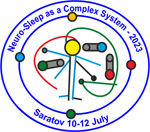 Neuro-Sleep as a Complex System - 2023
Saratov 10-12 July